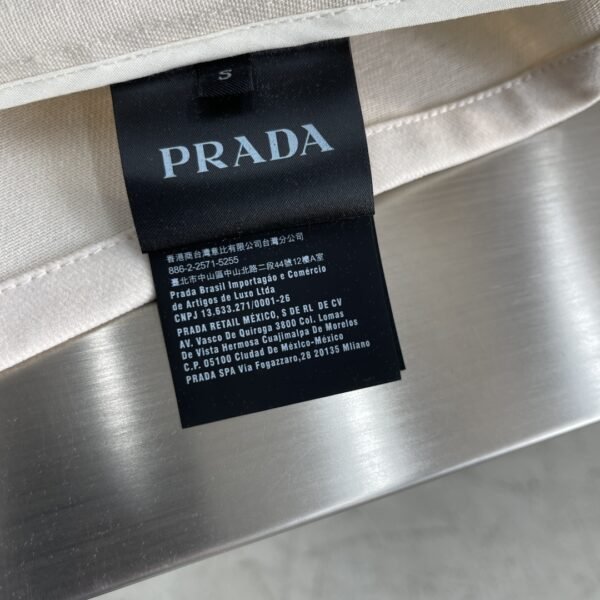 S
PRADA
香港商台灣意比有限公司台灣分公司
886-2-2571-5255
臺北市中山區中山北路二段44號12樓A室
Prada Brasil Importação e Comércio
de Artigos de Luxo Ltda
CNPJ 13.633.271/0001-26
PRADA RETAIL MÉXICO, S DE RL DE CV
AV. Vasco De Quiroga 3800 Col. Lomas
De Vista Hermosa Cuajimalpa De Morelos
C.P. 05100 Ciudad De México-México
PRADA SPA Via Fogazzaro,28 20135 Milano